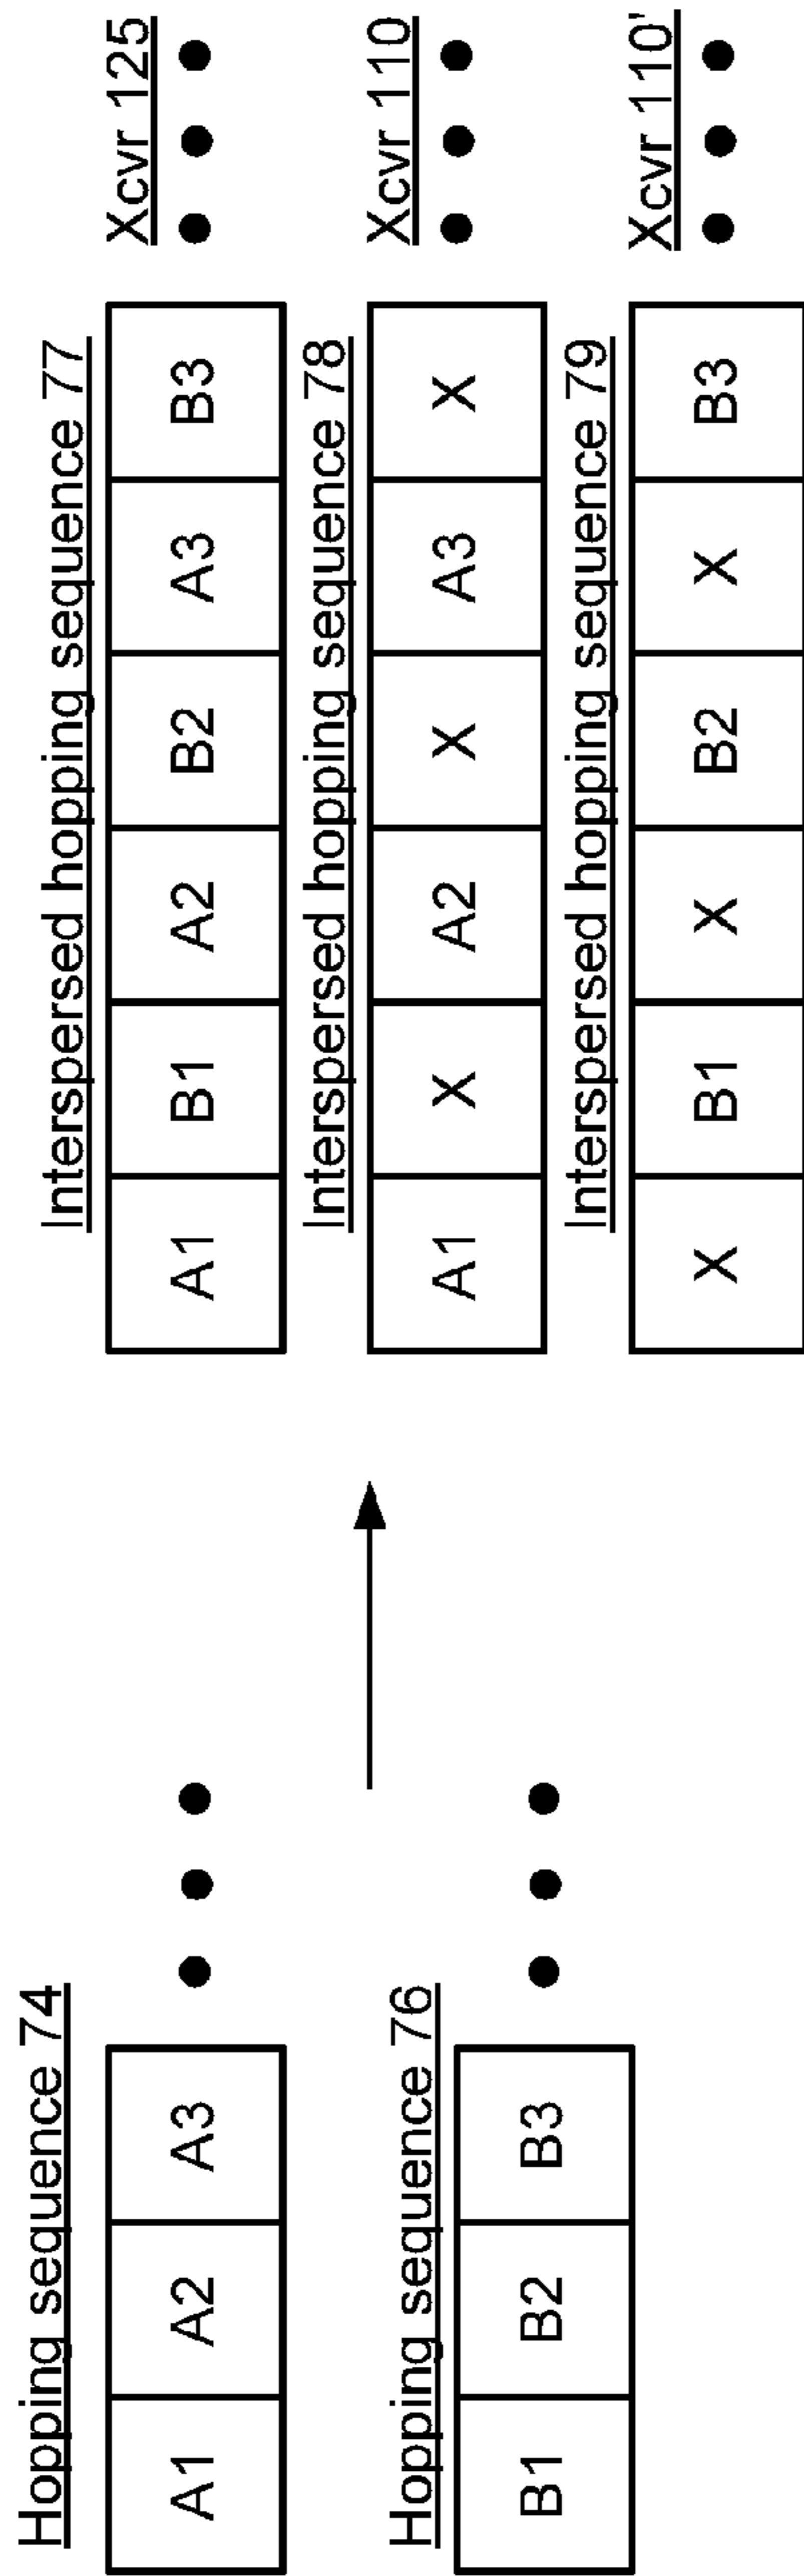 Hopping sequence 74
A1 A2 A3
Hopping sequence 76
B1 B2 B3
Interspersed hopping sequence 77
Xcvr 125
A1 B1 A2 B2 A3 B3
Interspersed hopping sequence 78
Xcvr 110
A1 X A2 X A3 X
Interspersed hopping sequence 79
Xcvr 110'
X B1 X B2 X B3